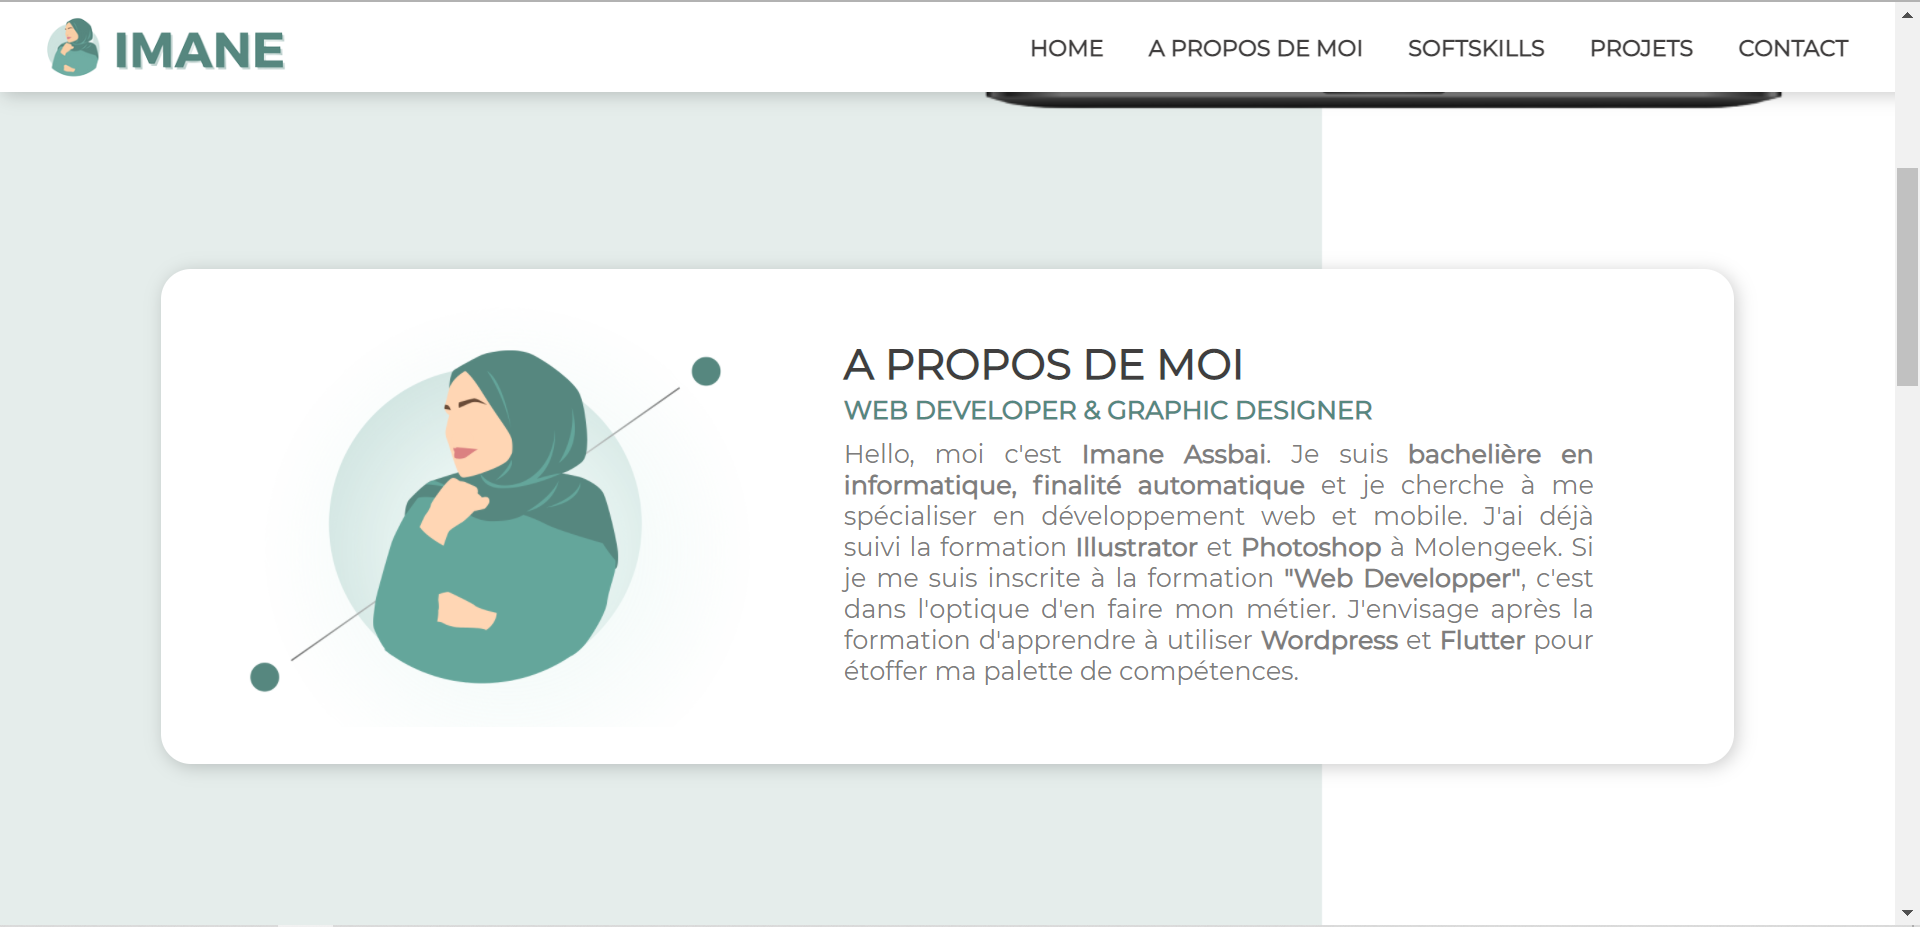 IMANE
HOME A PROPOS DE MOI SOFTSKILLS PROJETS CONTACT
A PROPOS DE MOI
WEB DEVELOPER & GRAPHIC DESIGNER
Hello, moi c'est Imane Assbai. Je suis bachelière en
informatique, finalité automatique et je cherche à me
spécialiser en développement web et mobile. J'ai déjà
suivi la formation Illustrator et Photoshop à Molengeek. Si
je me suis inscrite à la formation "Web Developper", c'est
dans l'optique d'en faire mon métier. J'envisage après la
formation d'apprendre à utiliser Wordpress et Flutter pour
étoffer ma palette de compétences.